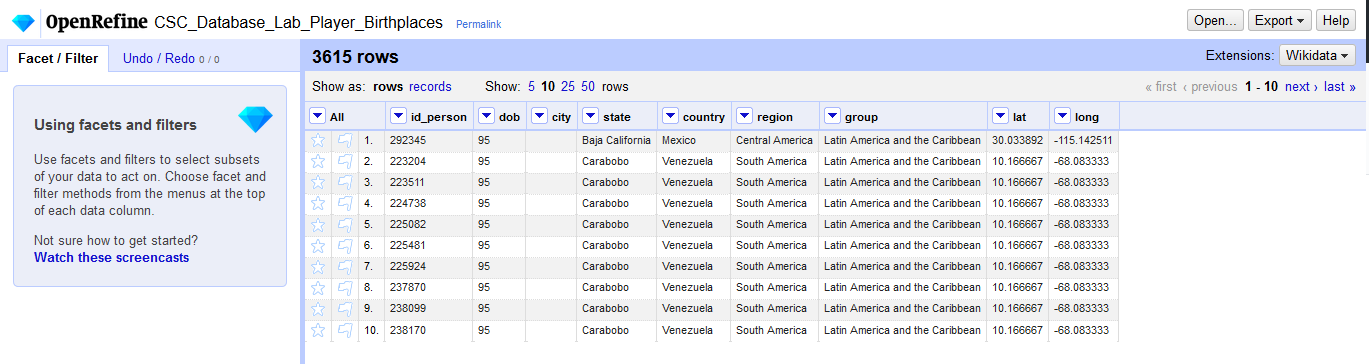 OpenRefine CSC_Database_Lab_Player_Birthplaces Permalink Open... Export Help
Facet / Filter Undo / Redo 0 / 0
3615 rows Extensions: Wikidata
Show as: rows records Show: 5 10 25 50 rows « first ‹ previous 1 - 10 next › last »
Using facets and filters
Use facets and filters to select subsets
of your data to act on. Choose facet and
filter methods from the menus at the top
of each data column.
Not sure how to get started?
Watch these screencasts
All id_person dob city state country region group lat long
1. 292345 95 Baja California Mexico Central America Latin America and the Caribbean 30.033892 -115.142511
2. 223204 95 Carabobo Venezuela South America Latin America and the Caribbean 10.166667 -68.083333
3. 223511 95 Carabobo Venezuela South America Latin America and the Caribbean 10.166667 -68.083333
4. 224738 95 Carabobo Venezuela South America Latin America and the Caribbean 10.166667 -68.083333
5. 225082 95 Carabobo Venezuela South America Latin America and the Caribbean 10.166667 -68.083333
6. 225481 95 Carabobo Venezuela South America Latin America and the Caribbean 10.166667 -68.083333
7. 225924 95 Carabobo Venezuela South America Latin America and the Caribbean 10.166667 -68.083333
8. 237870 95 Carabobo Venezuela South America Latin America and the Caribbean 10.166667 -68.083333
9. 238099 95 Carabobo Venezuela South America Latin America and the Caribbean 10.166667 -68.083333
10. 238170 95 Carabobo Venezuela South America Latin America and the Caribbean 10.166667 -68.083333